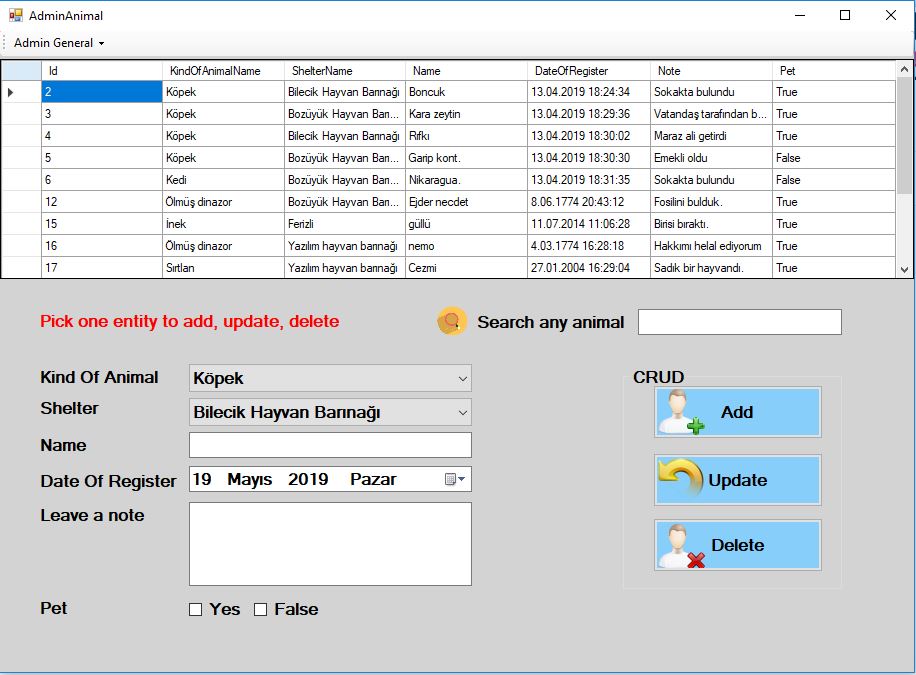 AdminAnimal
Admin General
Id KindOfAnimalName ShelterName Name DateOfRegister Note Pet
2 Köpek Bilecik Hayvan Barınağı Boncuk 13.04.2019 18:24:34 Sokakta bulundu True
3 Köpek Bozüyük Hayvan Barı... Kara zeytin 13.04.2019 18:29:36 Vatandaş tarafından b... True
4 Köpek Bilecik Hayvan Barınağı Rıfkı 13.04.2019 18:30:02 Maraz ali getirdi True
5 Köpek Bozüyük Hayvan Barı... Garip kont. 13.04.2019 18:30:30 Emekli oldu False
6 Kedi Bozüyük Hayvan Barı... Nikaragua. 13.04.2019 18:31:35 Sokakta bulundu False
12 Ölmüş dinazor Bozüyük Hayvan Barı... Ejder necdet 8.06.1774 20:43:12 Fosilini bulduk. True
15 İnek Ferizli güllü 11.07.2014 11:06:28 Birisi bıraktı. True
16 Ölmüş dinazor Yazılım hayvan barınağı nemo 4.03.1774 16:28:18 Hakkımı helal ediyorum True
17 Sırtlan Yazılım hayvan barınağı Cezmi 27.01.2004 16:29:04 Sadık bir hayvandı. True
Pick one entity to add, update, delete
Search any animal
Kind Of Animal Köpek
Shelter Bilecik Hayvan Barınağı
Name
Date Of Register 19 Mayıs 2019 Pazar
Leave a note
Pet Yes False
CRUD
Add
Update
Delete